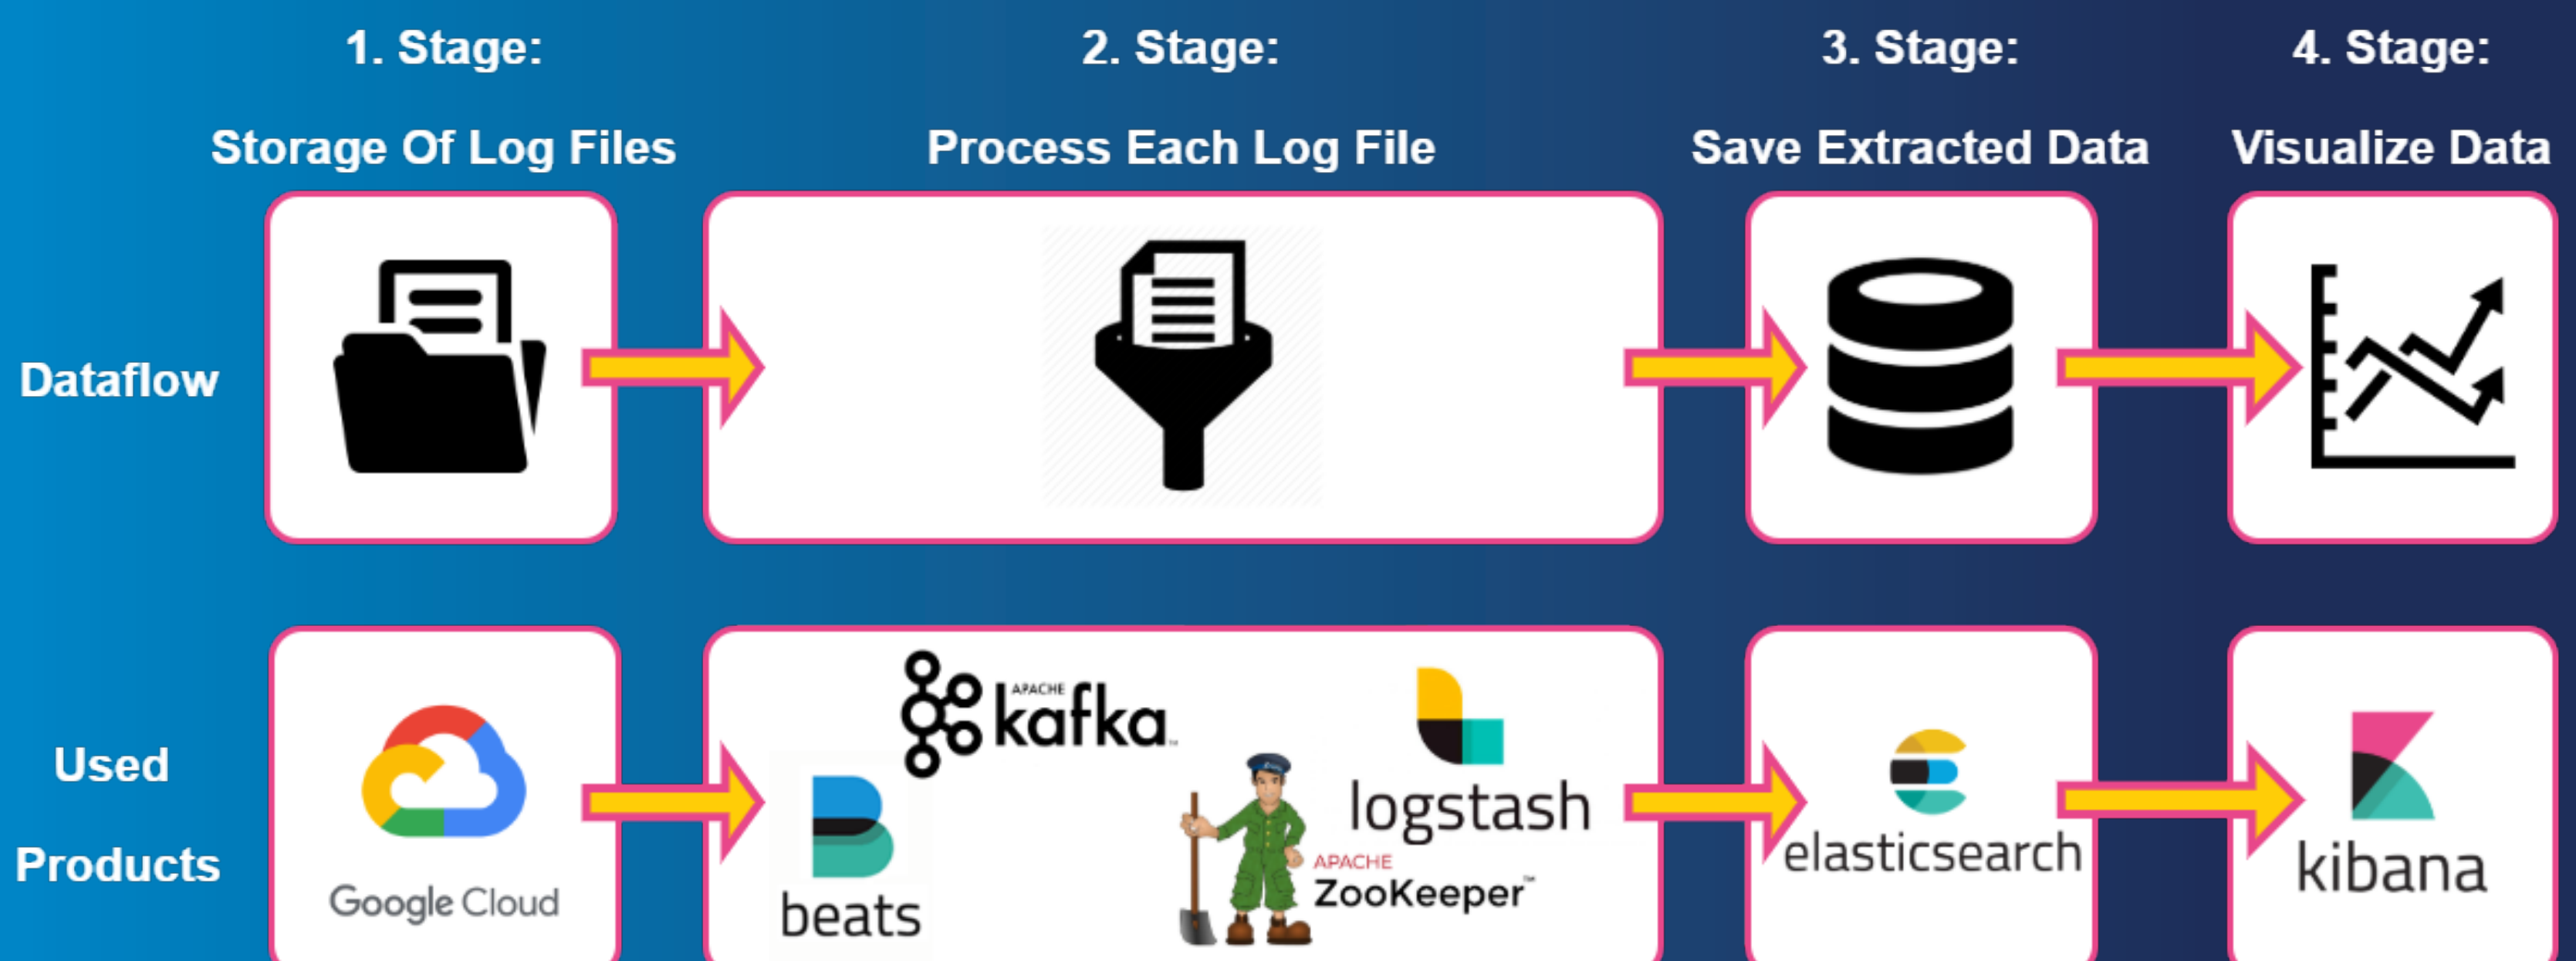 1. Stage:
2. Stage:
3. Stage:
4. Stage:
Storage Of Log Files
Process Each Log File
Save Extracted Data
Visualize Data
Dataflow
Used
Products
Google Cloud
APACHE
kafka
beats
logstash
APACHE
ZooKeeper™
elasticsearch
kibana